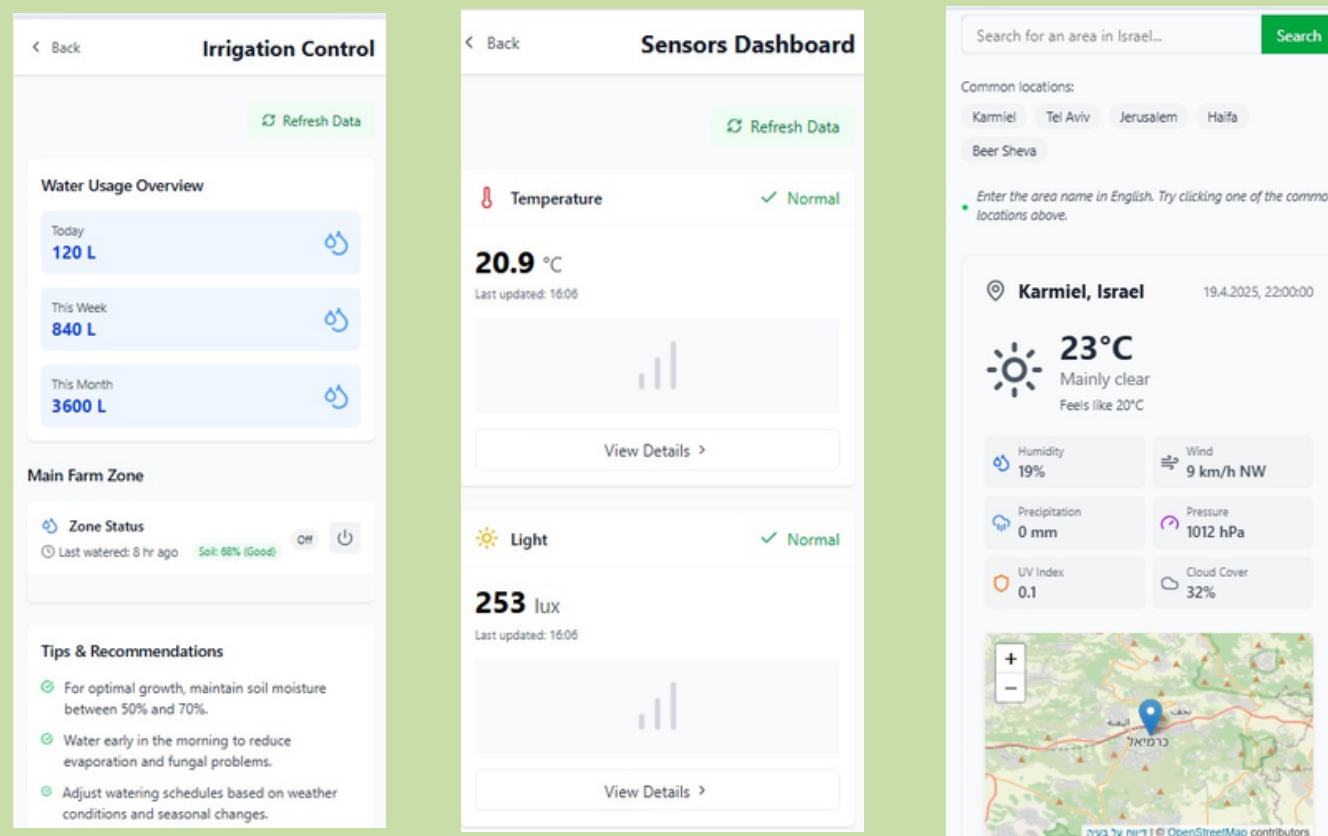 Back
Irrigation Control
Refresh Data
Water Usage Overview
Today
120 L
This Week
840 L
This Month
3600 L
Main Farm Zone
Zone Status
Last watered: 8 hr ago
Soil: 68% (Good)
Off
Tips & Recommendations
For optimal growth, maintain soil moisture
between 50% and 70%.
Water early in the morning to reduce
evaporation and fungal problems.
Adjust watering schedules based on weather
conditions and seasonal changes.
Back
Sensors Dashboard
Refresh Data
Temperature
Normal
20.9 °C
Last updated: 16:06
View Details >
Light
Normal
253 lux
Last updated: 16:06
View Details >
Search for an area in Israel...
Search
Common locations:
Karmiel Tel Aviv Jerusalem Haifa
Beer Sheva
Enter the area name in English. Try clicking one of the commo
locations above.
Karmiel, Israel
19.4.2025, 22:00:00
23°C
Mainly clear
Feels like 20°C
Humidity
19%
Wind
9 km/h NW
Precipitation
0 mm
Pressure
1012 hPa
UV Index
0.1
Cloud Cover
32%
+
−
נחף
البعنة
כרמיאל
דיווח על בעיה | © OpenStreetMap contributors